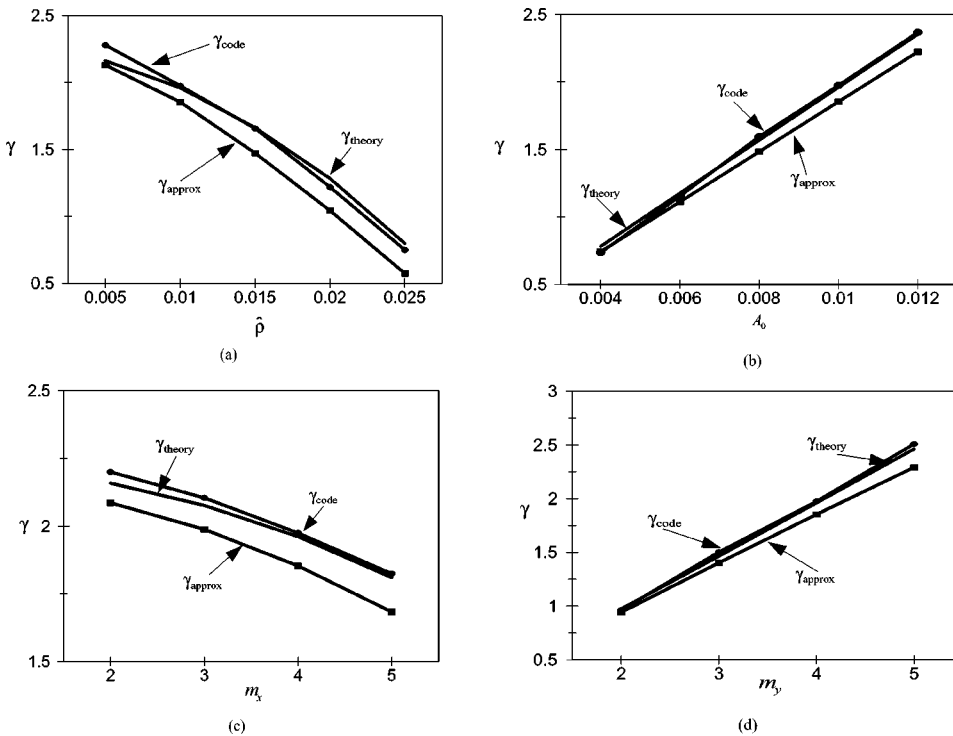 2.5
γcode
γ
1.5
γtheory
γapprox
0.5
0.005 0.01 0.015 0.02 0.025
ρ̂
(a)
2.5
γcode
γ
1.5
γapprox
γtheory
0.5
0.004 0.006 0.008 0.01 0.012
A0
(b)
2.5
γtheory
γcode
γ
2
γapprox
1.5
2 3 4 5
mx
(c)
3
2.5
γtheory
γ
2
γcode
1.5
γapprox
1
0.5
2 3 4 5
my
(d)